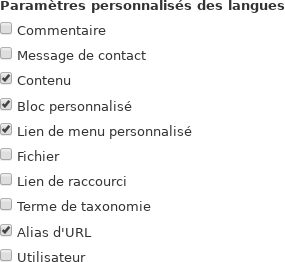 Paramètres personnalisés des langues
Commentaire
Message de contact
Contenu
Bloc personnalisé
Lien de menu personnalisé
Fichier
Lien de raccourci
Terme de taxonomie
Alias d'URL
Utilisateur